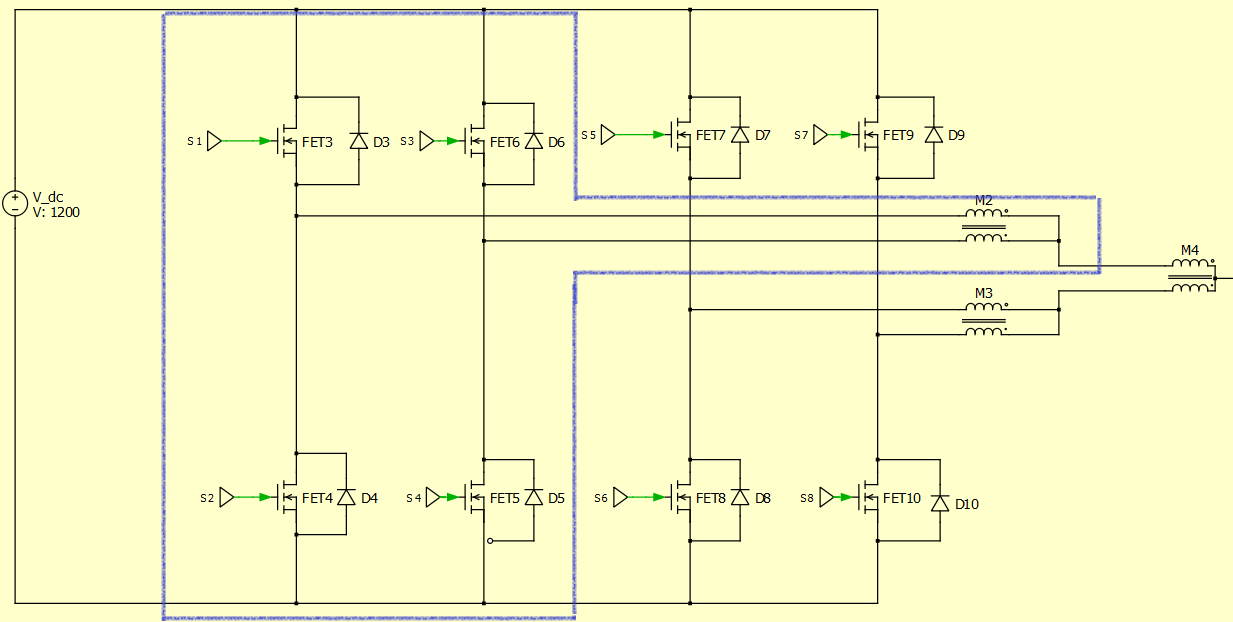 S1
FET3
D3
S3
FET6
D6
S5
FET7
D7
S7
FET9
D9
V_dc
V: 1200
M2
M4
M3
S2
FET4
D4
S4
FET5
D5
S6
FET8
D8
S8
FET10
D10